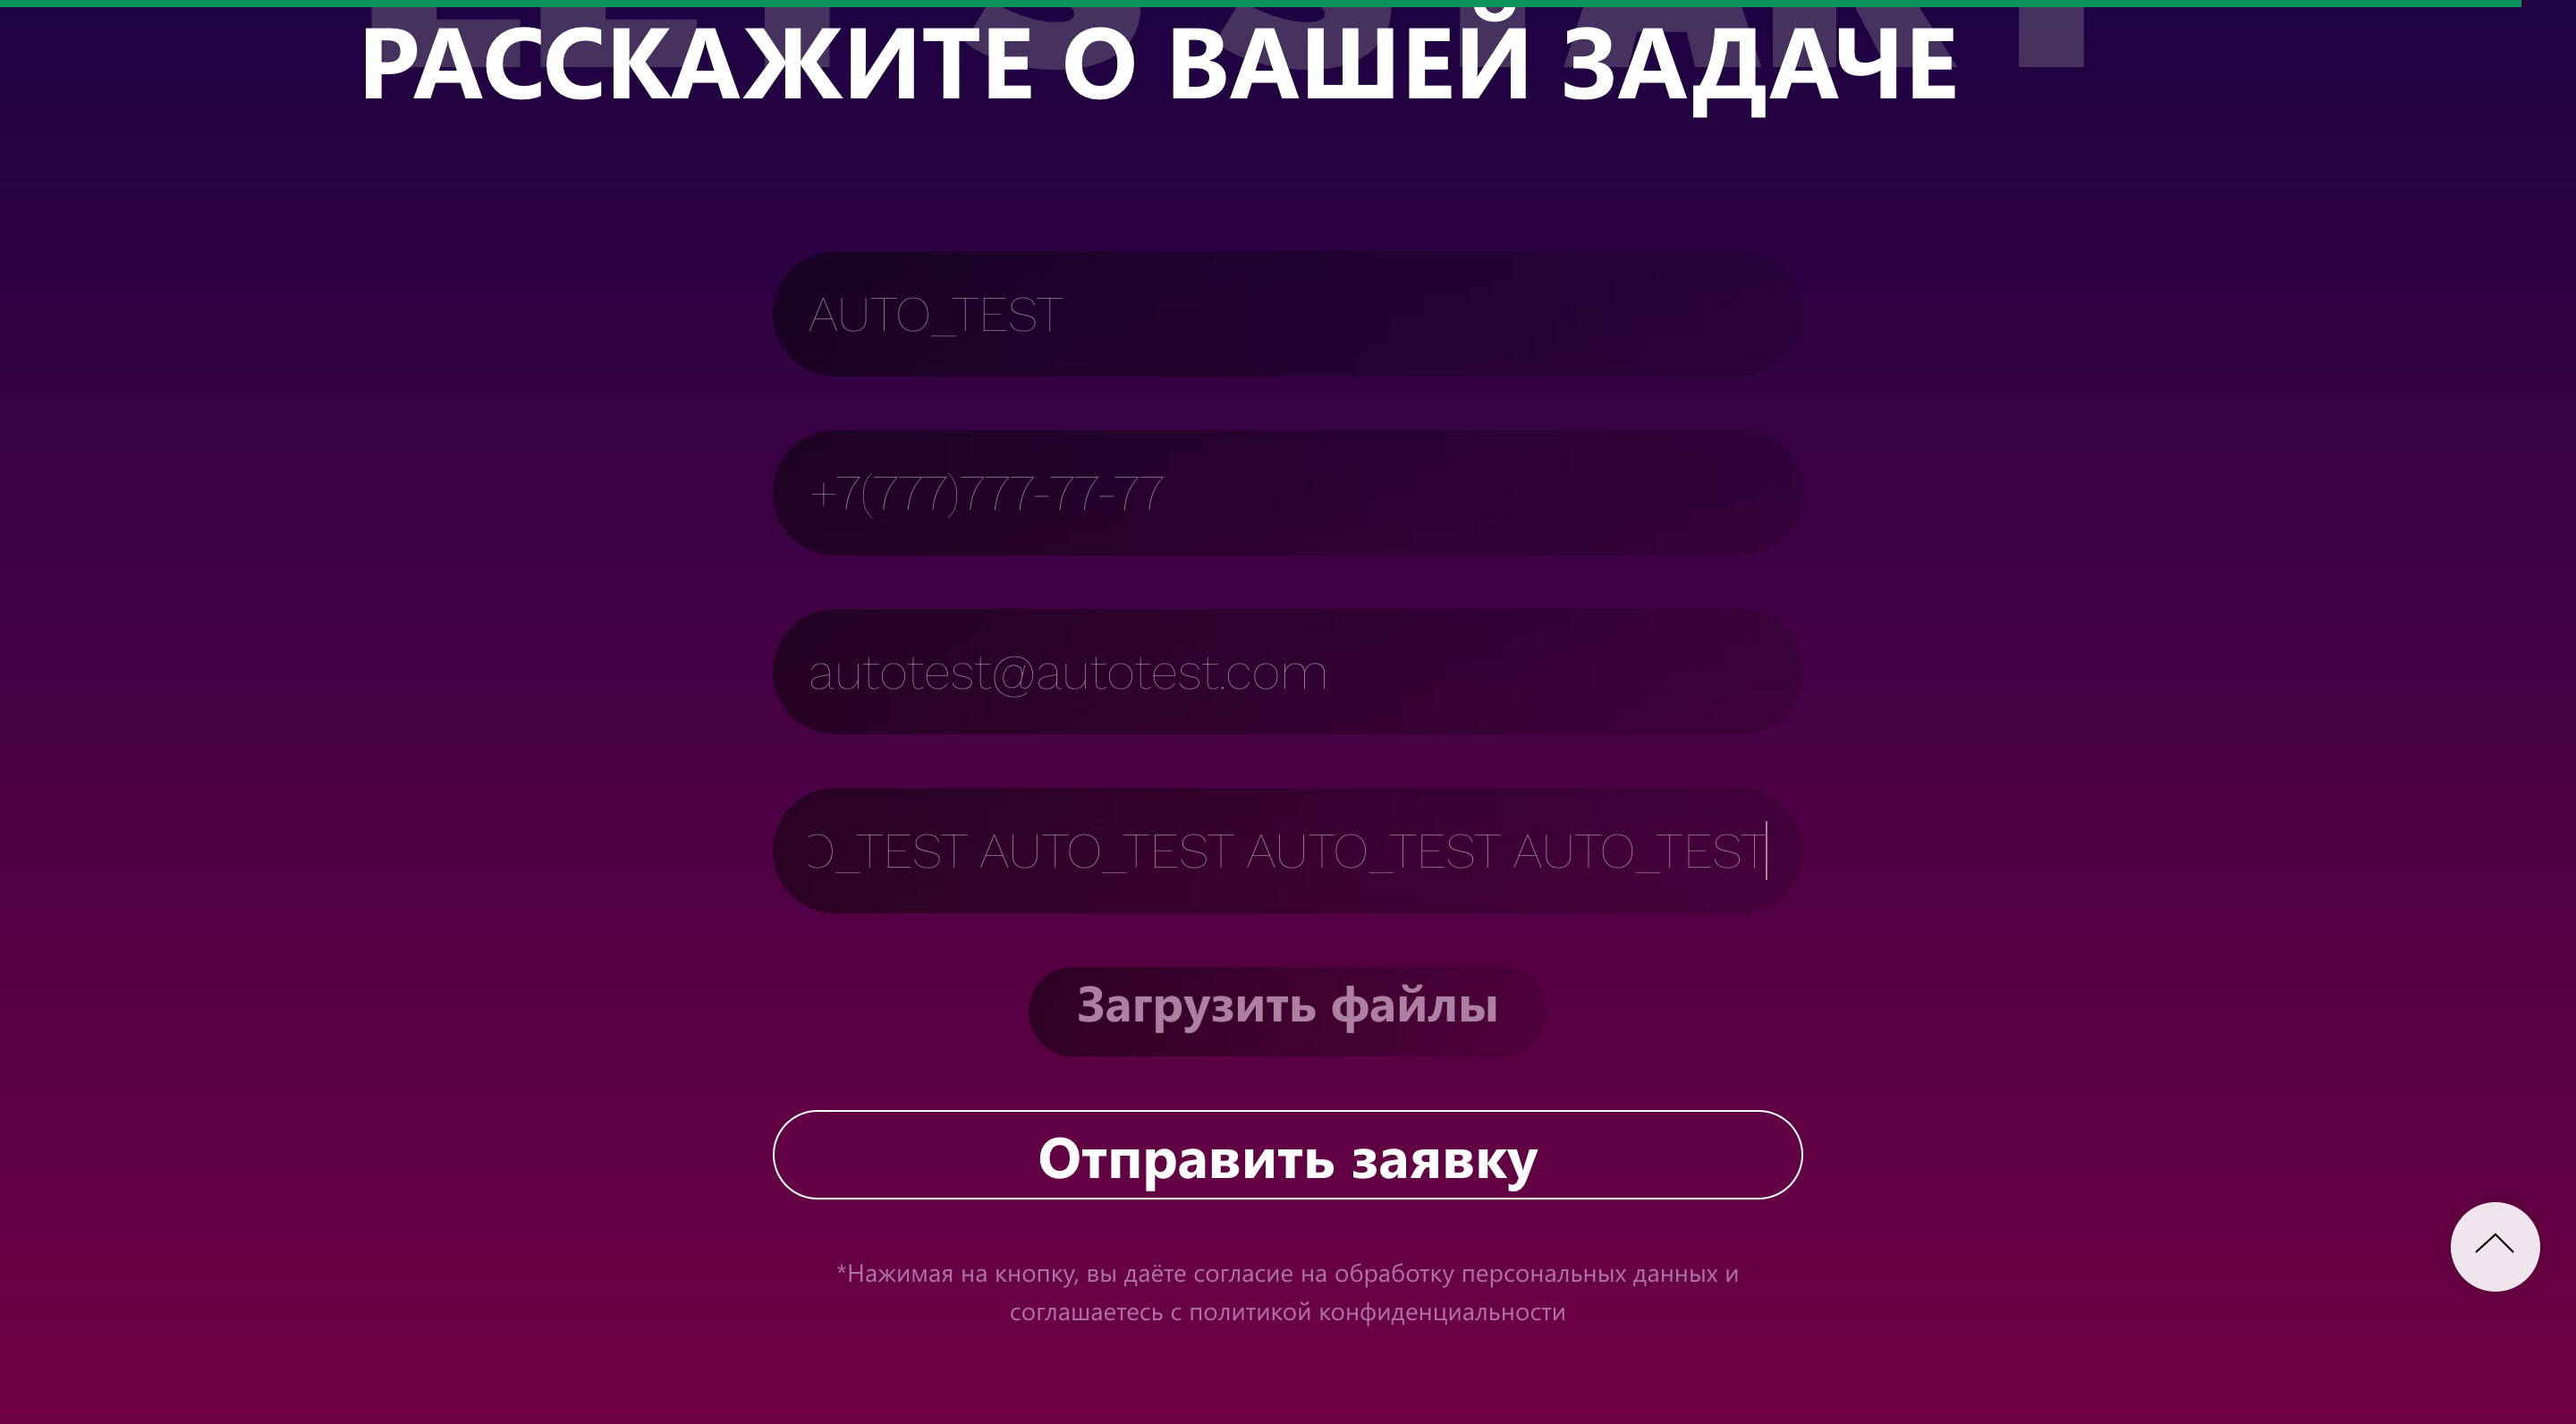 РАССКАЖИТЕ О ВАШЕЙ ЗАДАЧЕ
AUTO_TEST
+7(777)777-77-77
autotest@autotest.com
O_TEST AUTO_TEST AUTO_TEST AUTO_TEST
Загрузить файлы
Отправить заявку
*Нажимая на кнопку, вы даёте согласие на обработку персональных данных и
соглашаетесь с политикой конфиденциальности